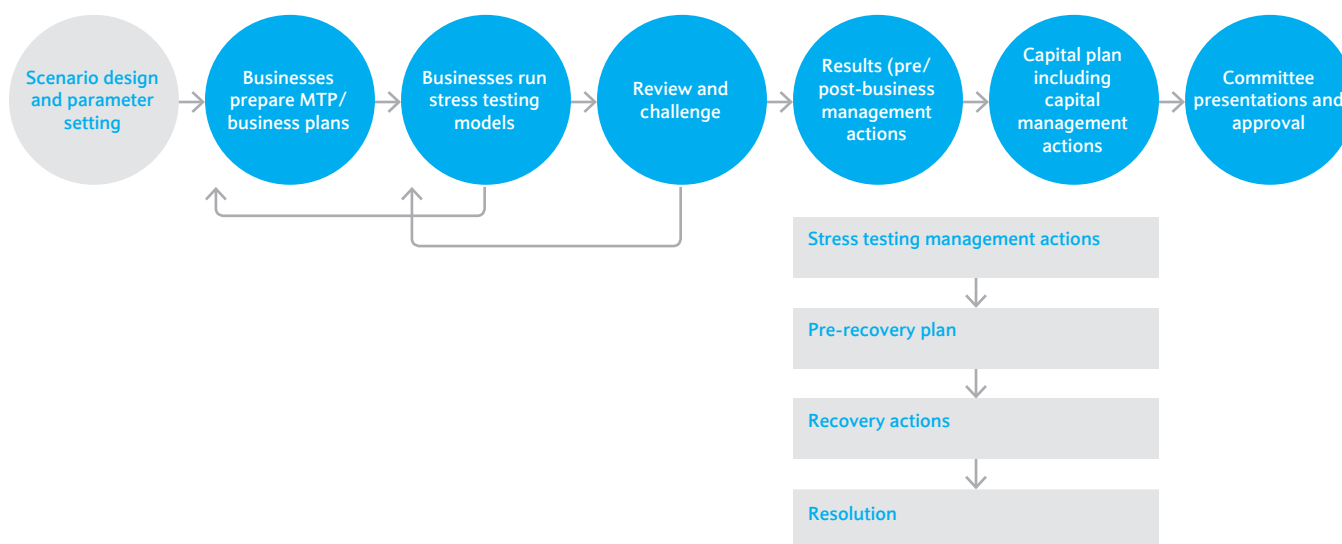 Scenario design
and parameter
setting
Businesses
prepare MTP/
business plans
Businesses run
stress testing
models
Review and
challenge
Results (pre/
post-business
management
actions
Capital plan
including
capital
management
actions
Committee
presentations and
approval
Stress testing management actions
Pre-recovery plan
Recovery actions
Resolution